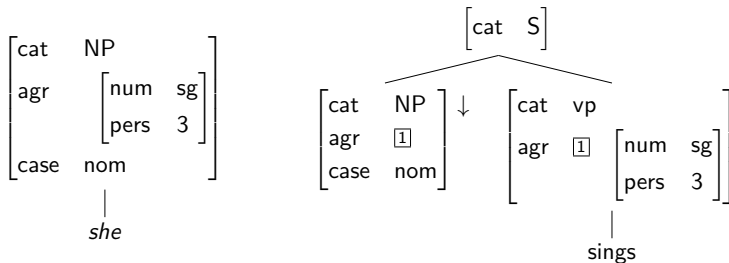 cat NP
agr
num sg
pers 3
case nom
she
cat S
cat NP
agr 1
case nom
↓
cat vp
agr 1
num sg
pers 3
sings